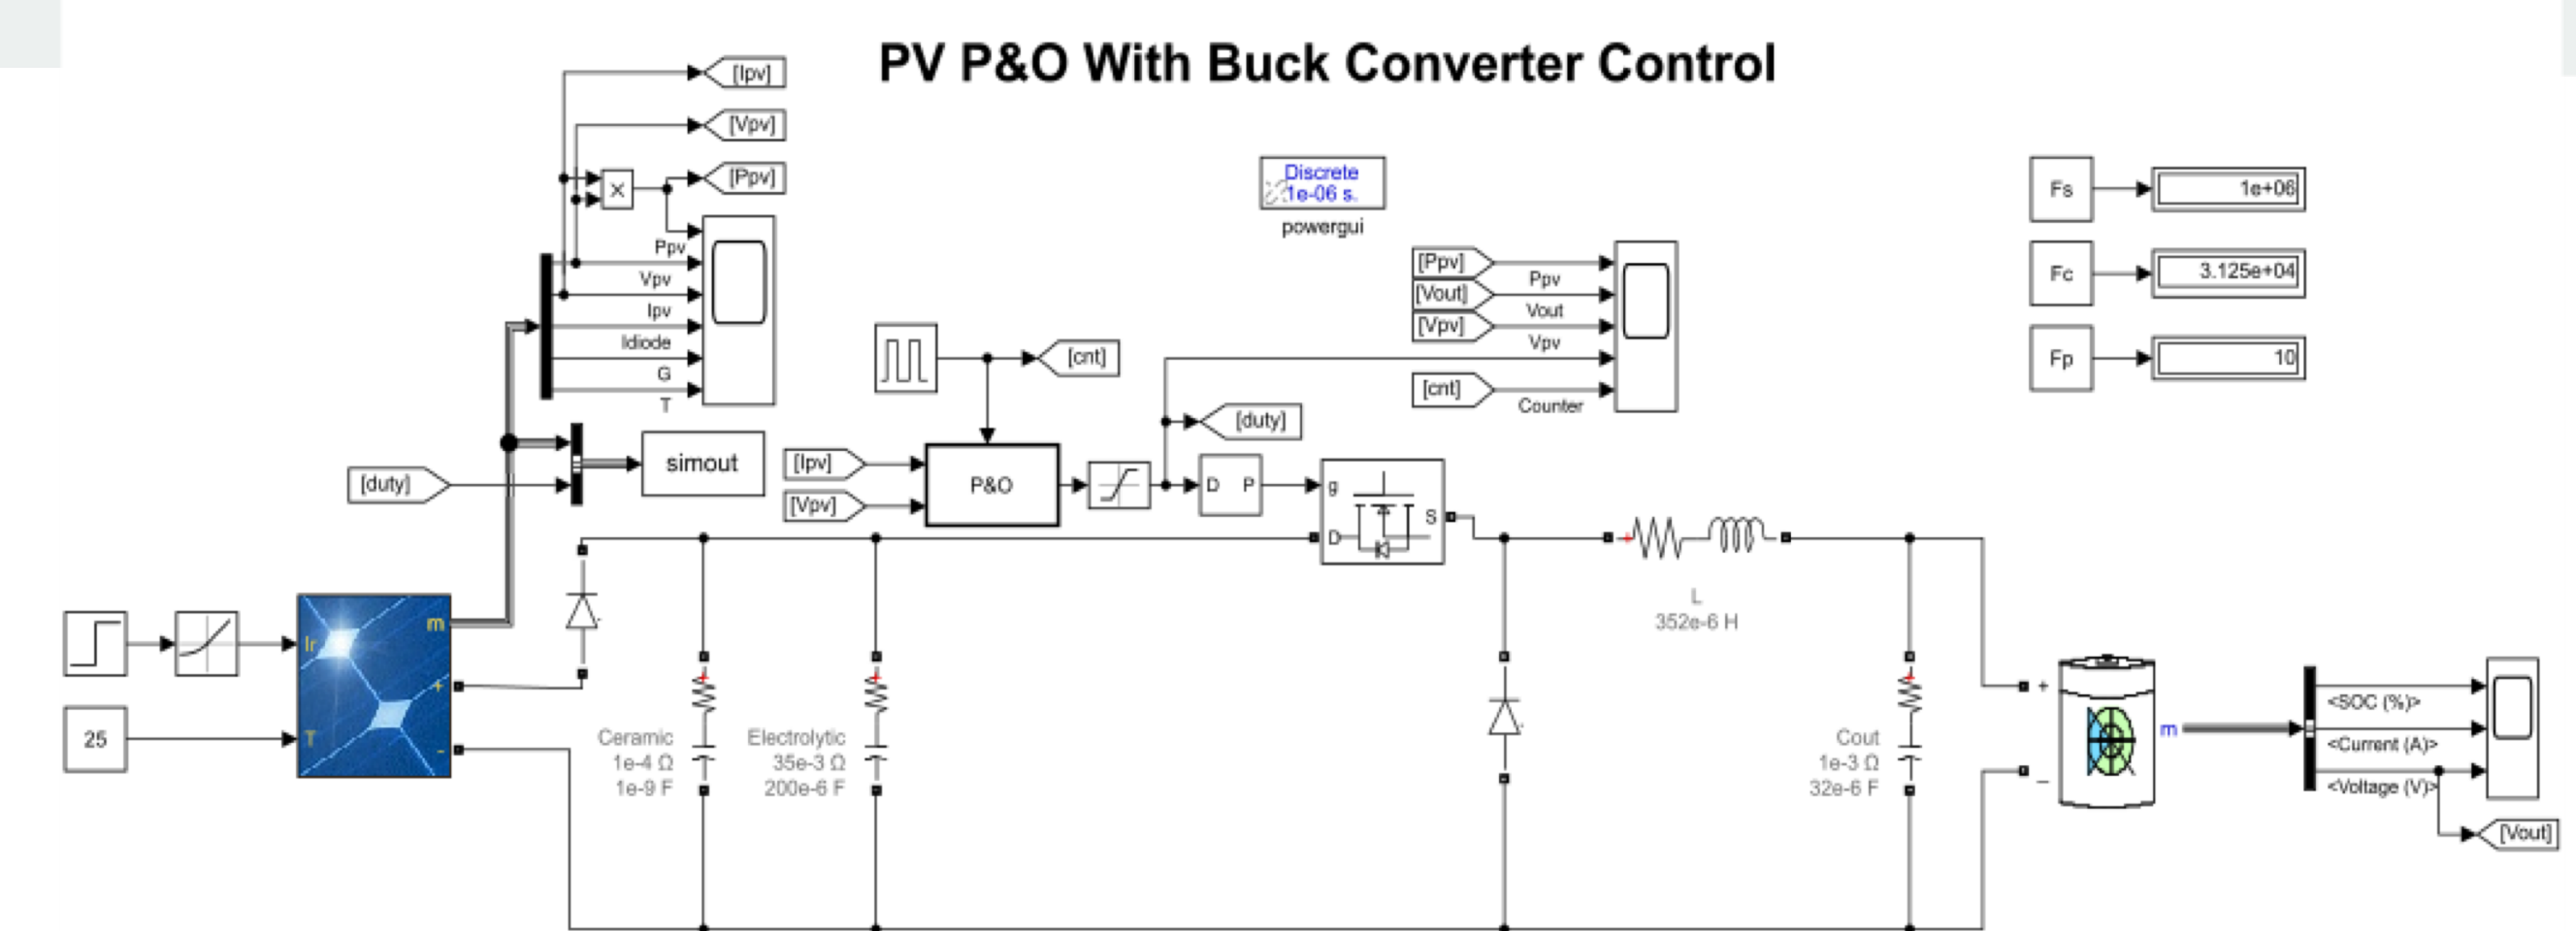 PV P&O With Buck Converter Control
[Ipv]
[Vpv]
[Ppv]
×
Ppv
Vpv
Ipv
Idiode
G
T
Discrete
1e-06 s.
powergui
Fs
1e+06
Fc
3.125e+04
Fp
10
[Ppv]
Ppv
[Vout]
Vout
[Vpv]
Vpv
[cnt]
Counter
[cnt]
[duty]
simout
[duty]
[Ipv]
[Vpv]
P&O
D P
g
D
S
L
352e-6 H
Ir
T
m
+
-
25
Ceramic
1e-4 Ω
1e-9 F
Electrolytic
35e-3 Ω
200e-6 F
Cout
1e-3 Ω
32e-6 F
+
_
m
<SOC (%)>
<Current (A)>
<Voltage (V)>
[Vout]